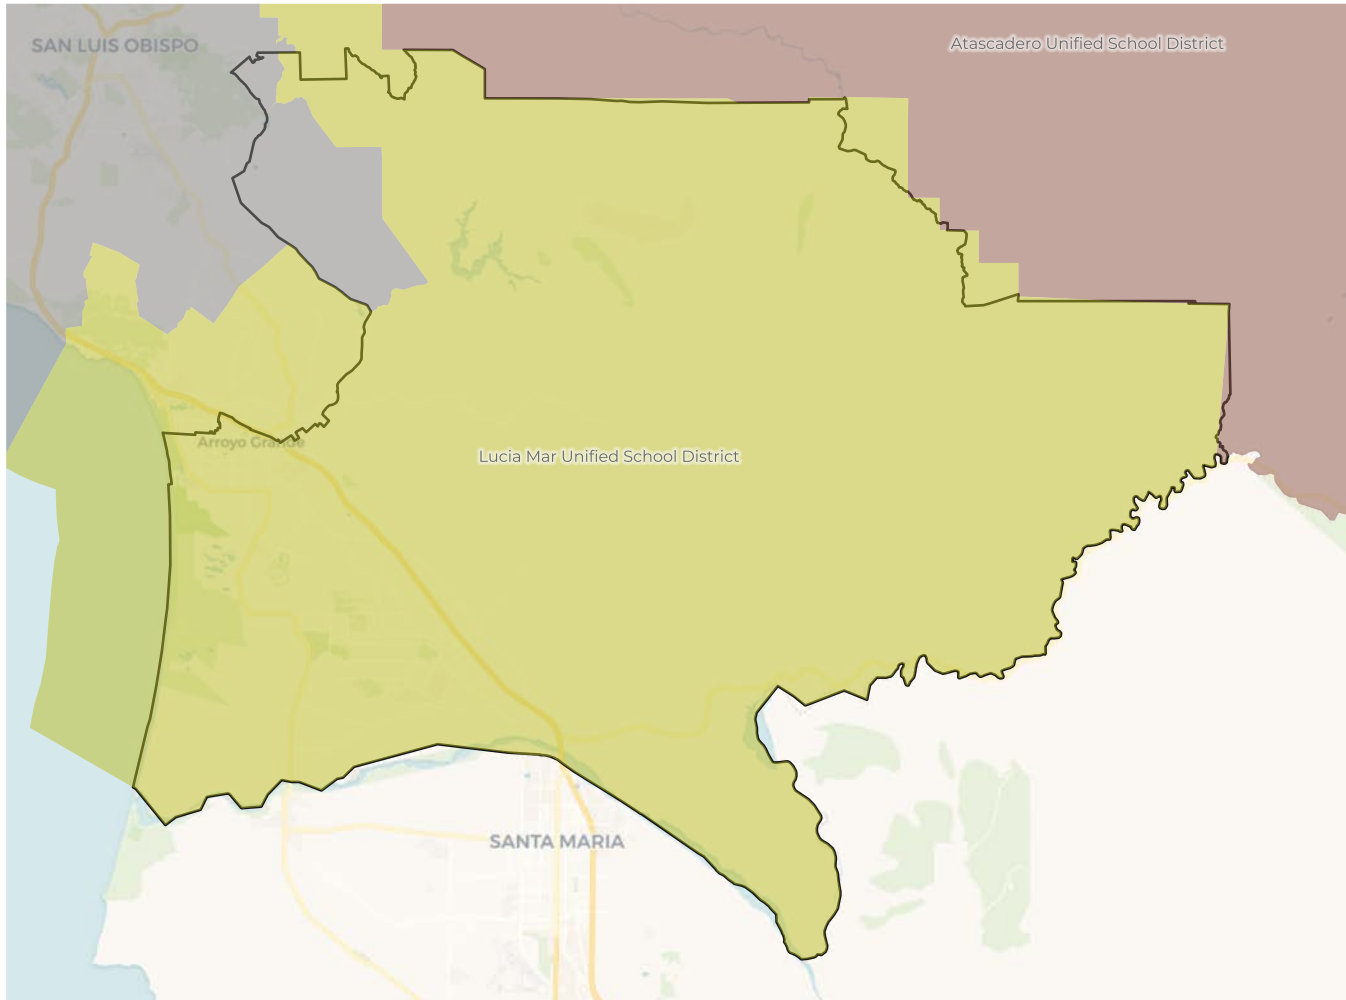 Atascadero Unified School District
SAN LUIS OBISPO
Arroyo Grande
Lucia Mar Unified School District
SANTA MARIA